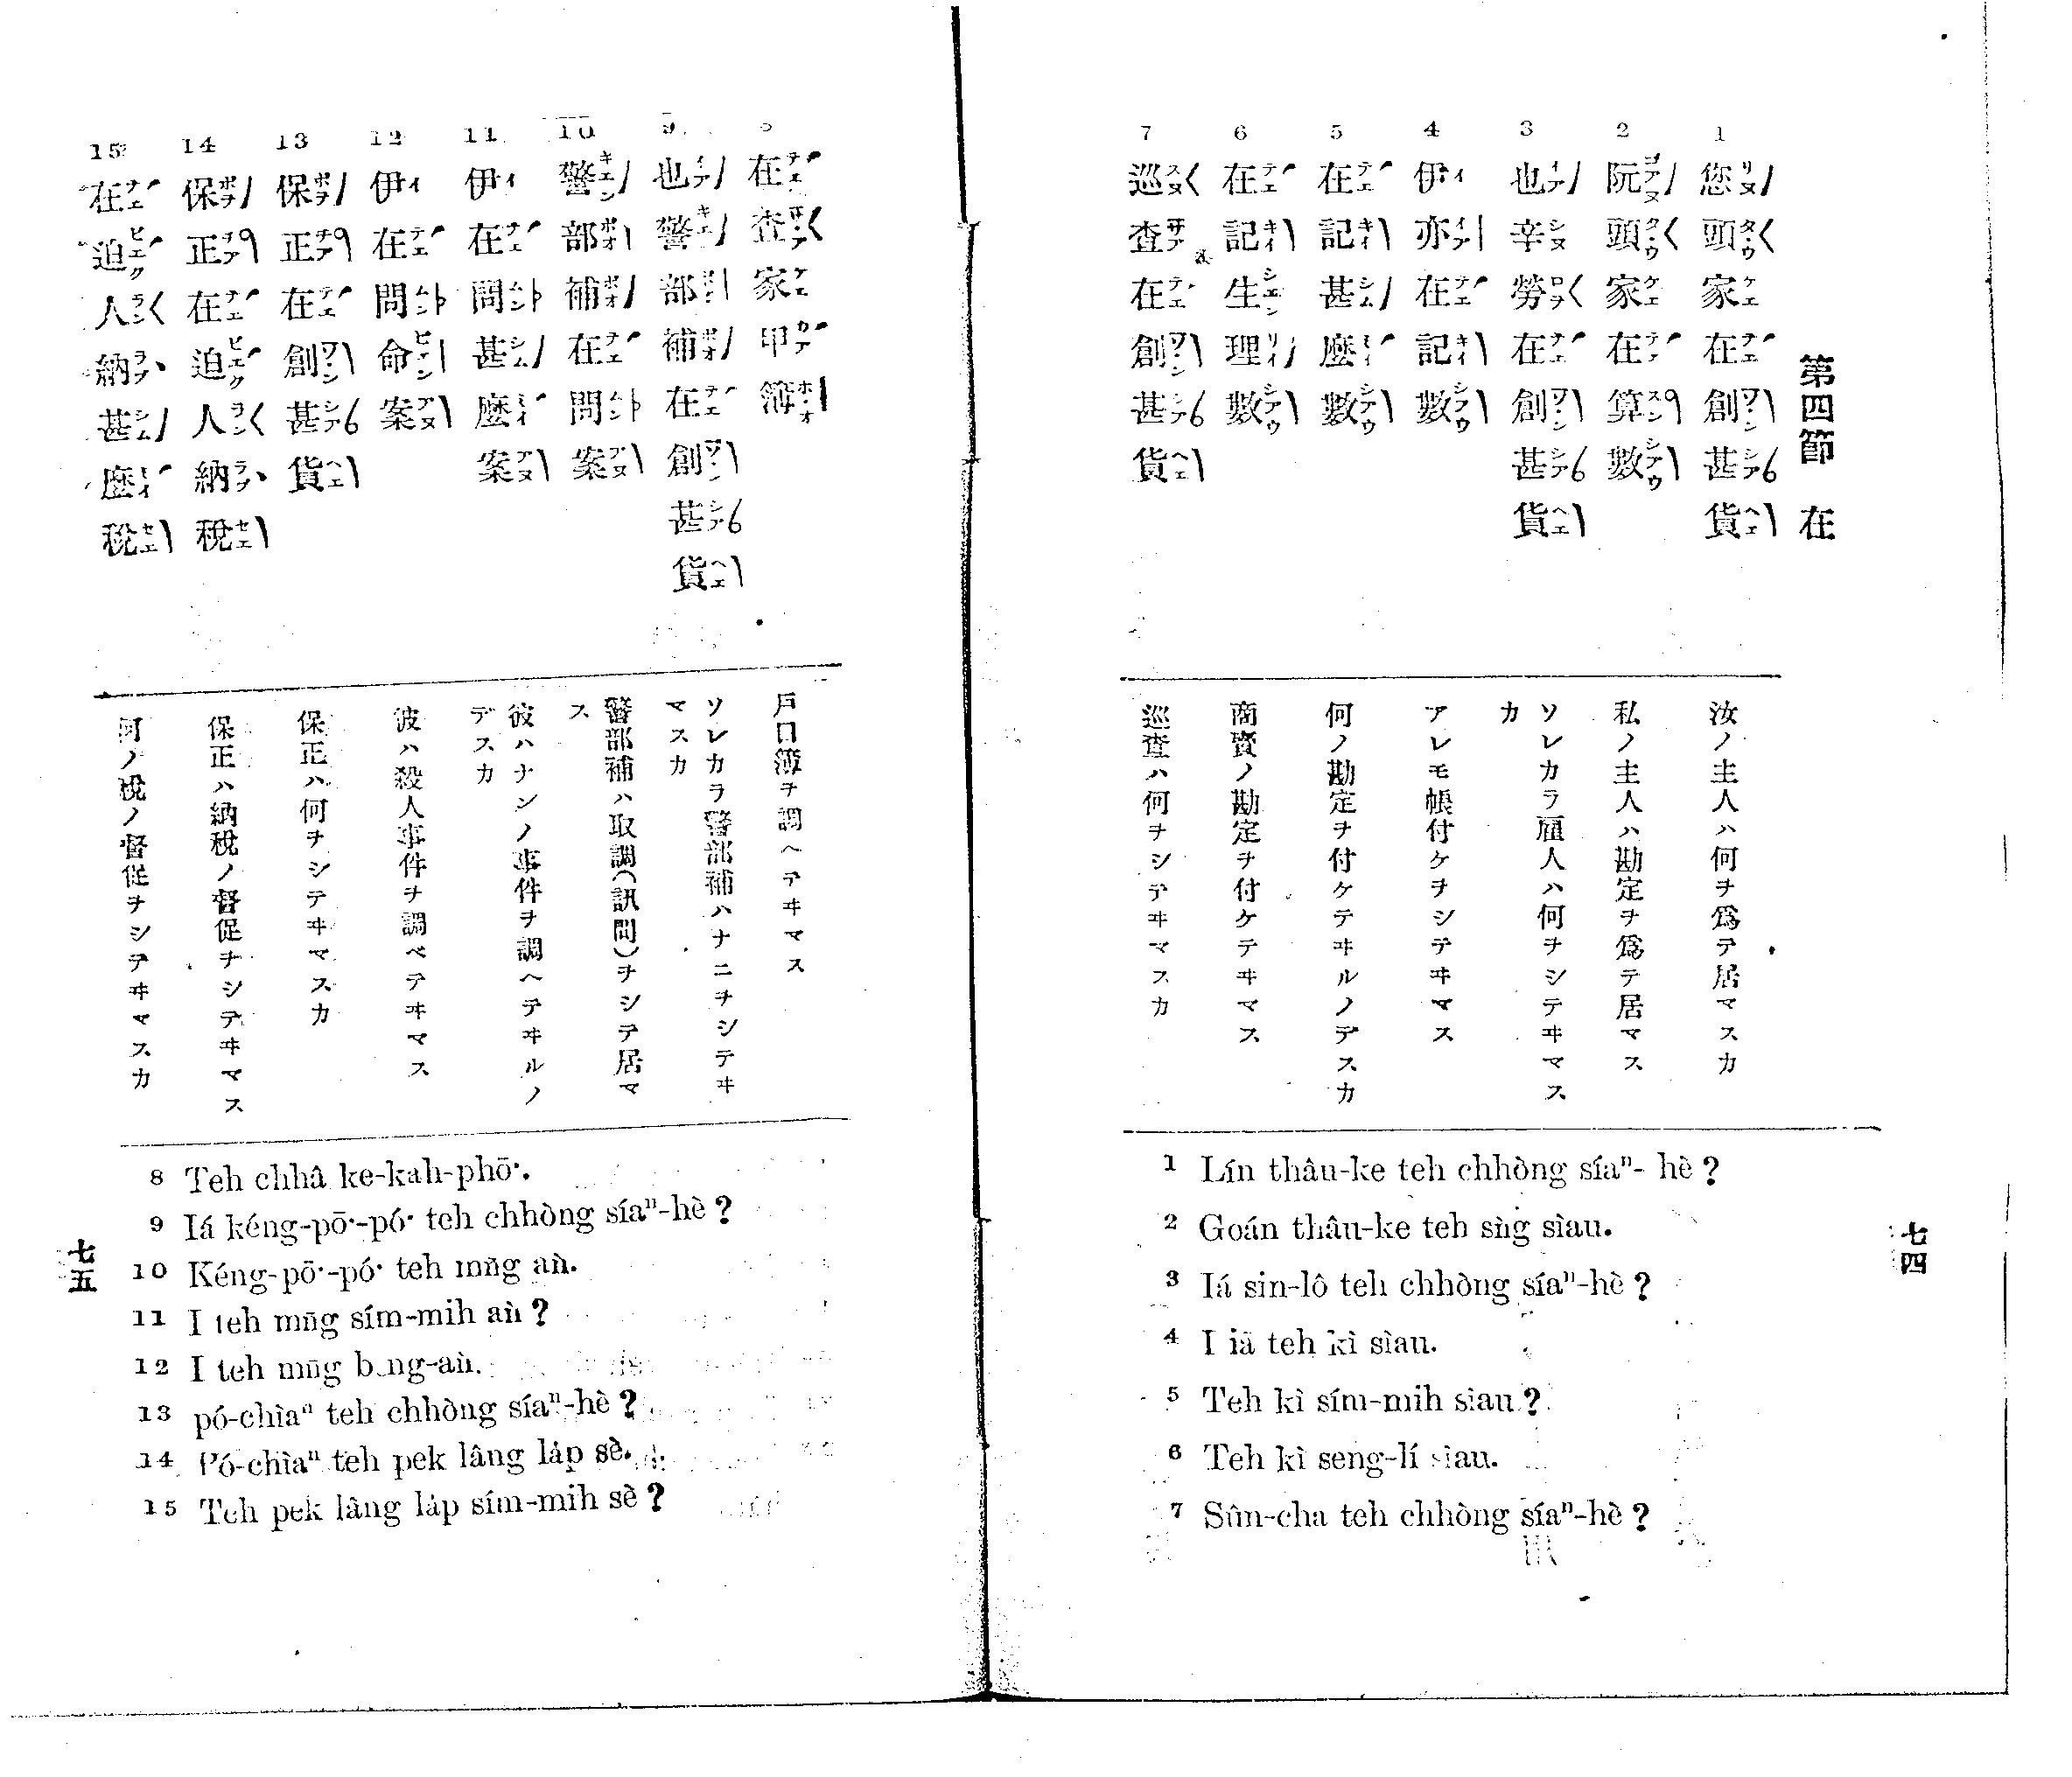 第四節 在
1 您頭家在創甚貨
2 阮頭家在算數
3 也辛勞在創甚貨
4 伊亦在記數
5 在記甚麼數
6 在記生理數
7 巡查在創甚貨
汝ノ主人ハ何ヲ爲テ居マスカ
私ノ主人ハ勘定ヲ爲テ居マス
ソレカラ雇人ハ何ヲシテヰマス
カ
アレモ帳付ケヲシテヰマス
何ノ勘定ヲ付ケテヰルノデスカ
商賣ノ勘定ヲ付ケテヰマス
巡查ハ何ヲシテヰマスカ
1 Lín thâu-ke teh chhòng síaⁿ- hè ?
2 Goán thâu-ke teh sǹg sìau.
3 Iá sin-lô teh chhòng síaⁿ-hè ?
4 I iā teh kì sìau.
5 Teh kì sím-mih sìau ?
6 Teh kì seng-lí sìau.
7 Sûn-cha teh chhòng síaⁿ-hè ?
七四
8 在查家甲簿
9 也警部補在創甚貨
10 警部補在問案
11 伊在問甚麼案
12 伊在問命案
13 保正在創甚貨
14 保正在迫人納稅
15 在迫人納甚麼稅
戶口簿ヲ調ヘテヰマス
ソレカラ警部補ハナニヲシテヰ
マスカ
警部補ハ取調(訊問)ヲシテ居マ
ス
彼ハナンノ事件ヲ調ヘテヰルノ
デスカ
彼ハ殺人事件ヲ調ベテヰマス
保正ハ何ヲシテヰマスカ
保正ハ納稅ノ督促ヲシテヰマス
何ノ稅ノ督促ヲシテヰマスカ
8 Teh chhâ ke-kah-phō͘.
9 Iá kéng-pō͘-pó͘ teh chhòng síaⁿ-hè ?
10 Kéng-pō͘-pó͘ teh mn̄g aǹ.
11 I teh mn̄g sím-mih aǹ ?
12 I teh mn̄g
13 pó-chìaⁿ teh chhòng síaⁿ-hè ?
14 Pó-chìaⁿ teh pek lâng la̍p sè.
15 Teh pek lâng la̍p sím-mih sè ?
七五